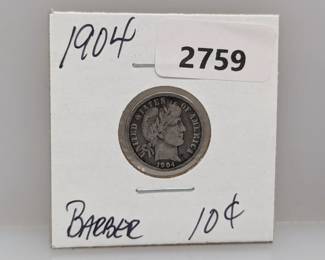 1904
2759
UNITED STATES OF AMERICA
1904
BARBER 10¢